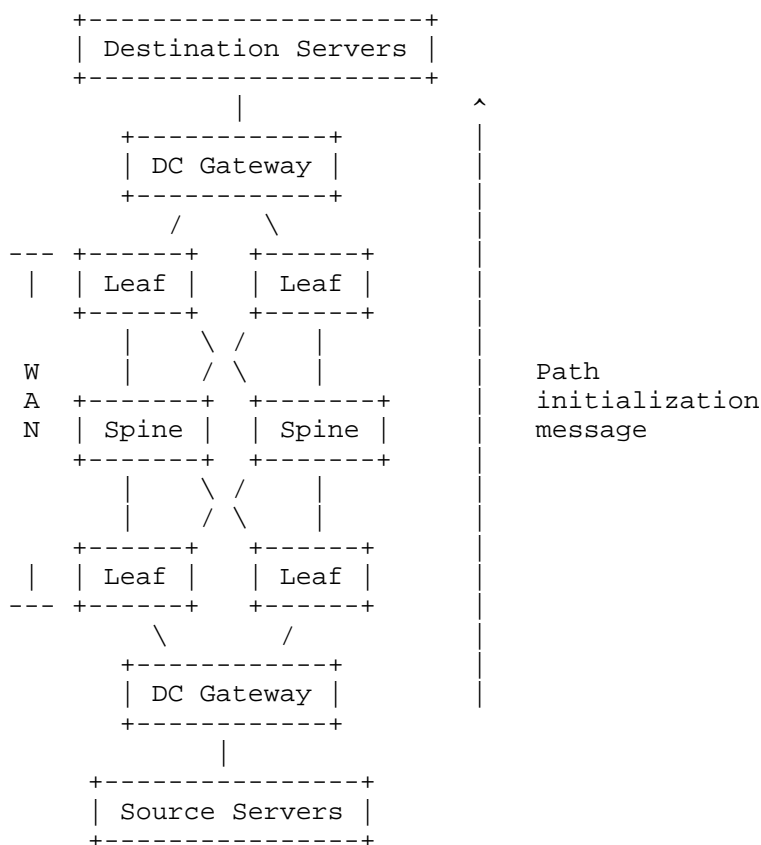 Destination Servers
DC Gateway
Leaf Leaf
W Path
A initialization
N Spine Spine message
Leaf Leaf
DC Gateway
Source Servers